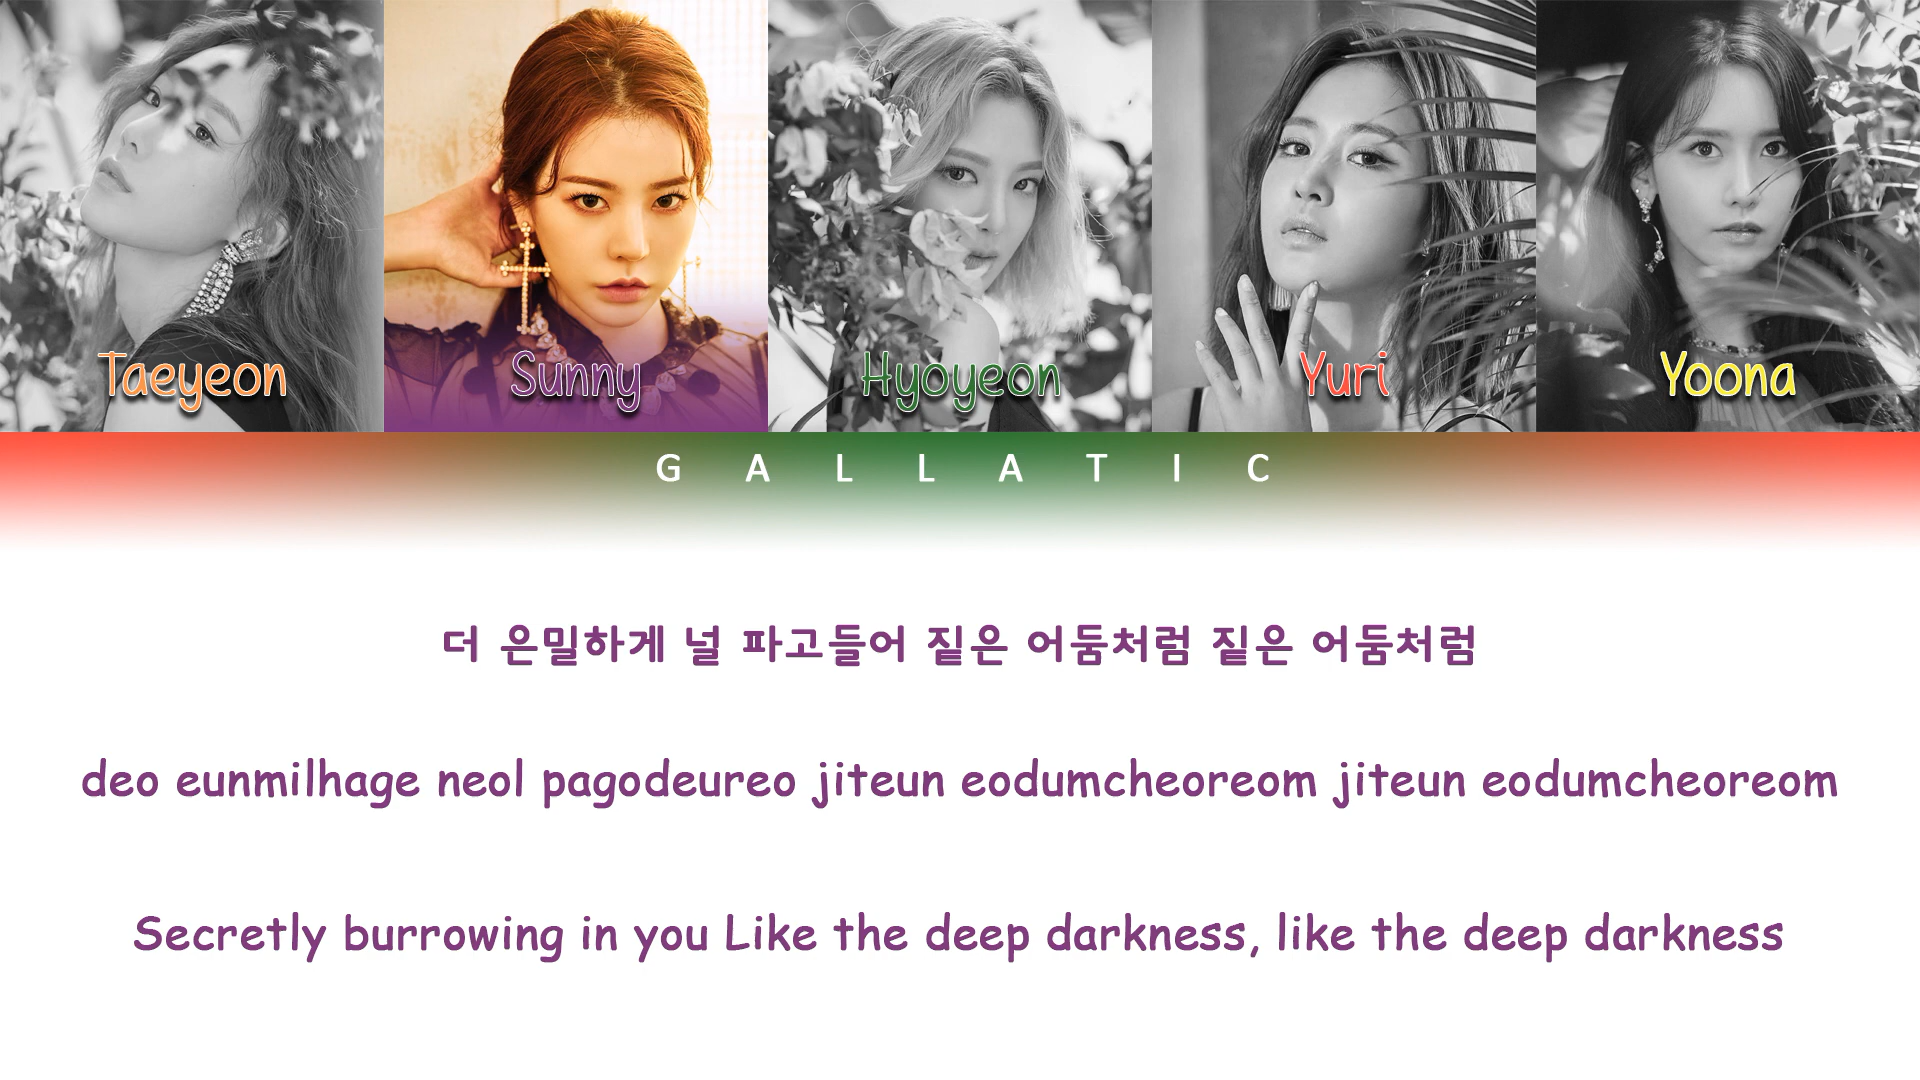 Taeyeon Sunny Hyoyeon Yuri Yoona
GALLATIC
더 은밀하게 널 파고들어 짙은 어둠처럼 짙은 어둠처럼
deo eunmilhage neol pagodeureo jiteun eodumcheoreom jiteun eodumcheoreom
Secretly burrowing in you Like the deep darkness, like the deep darkness